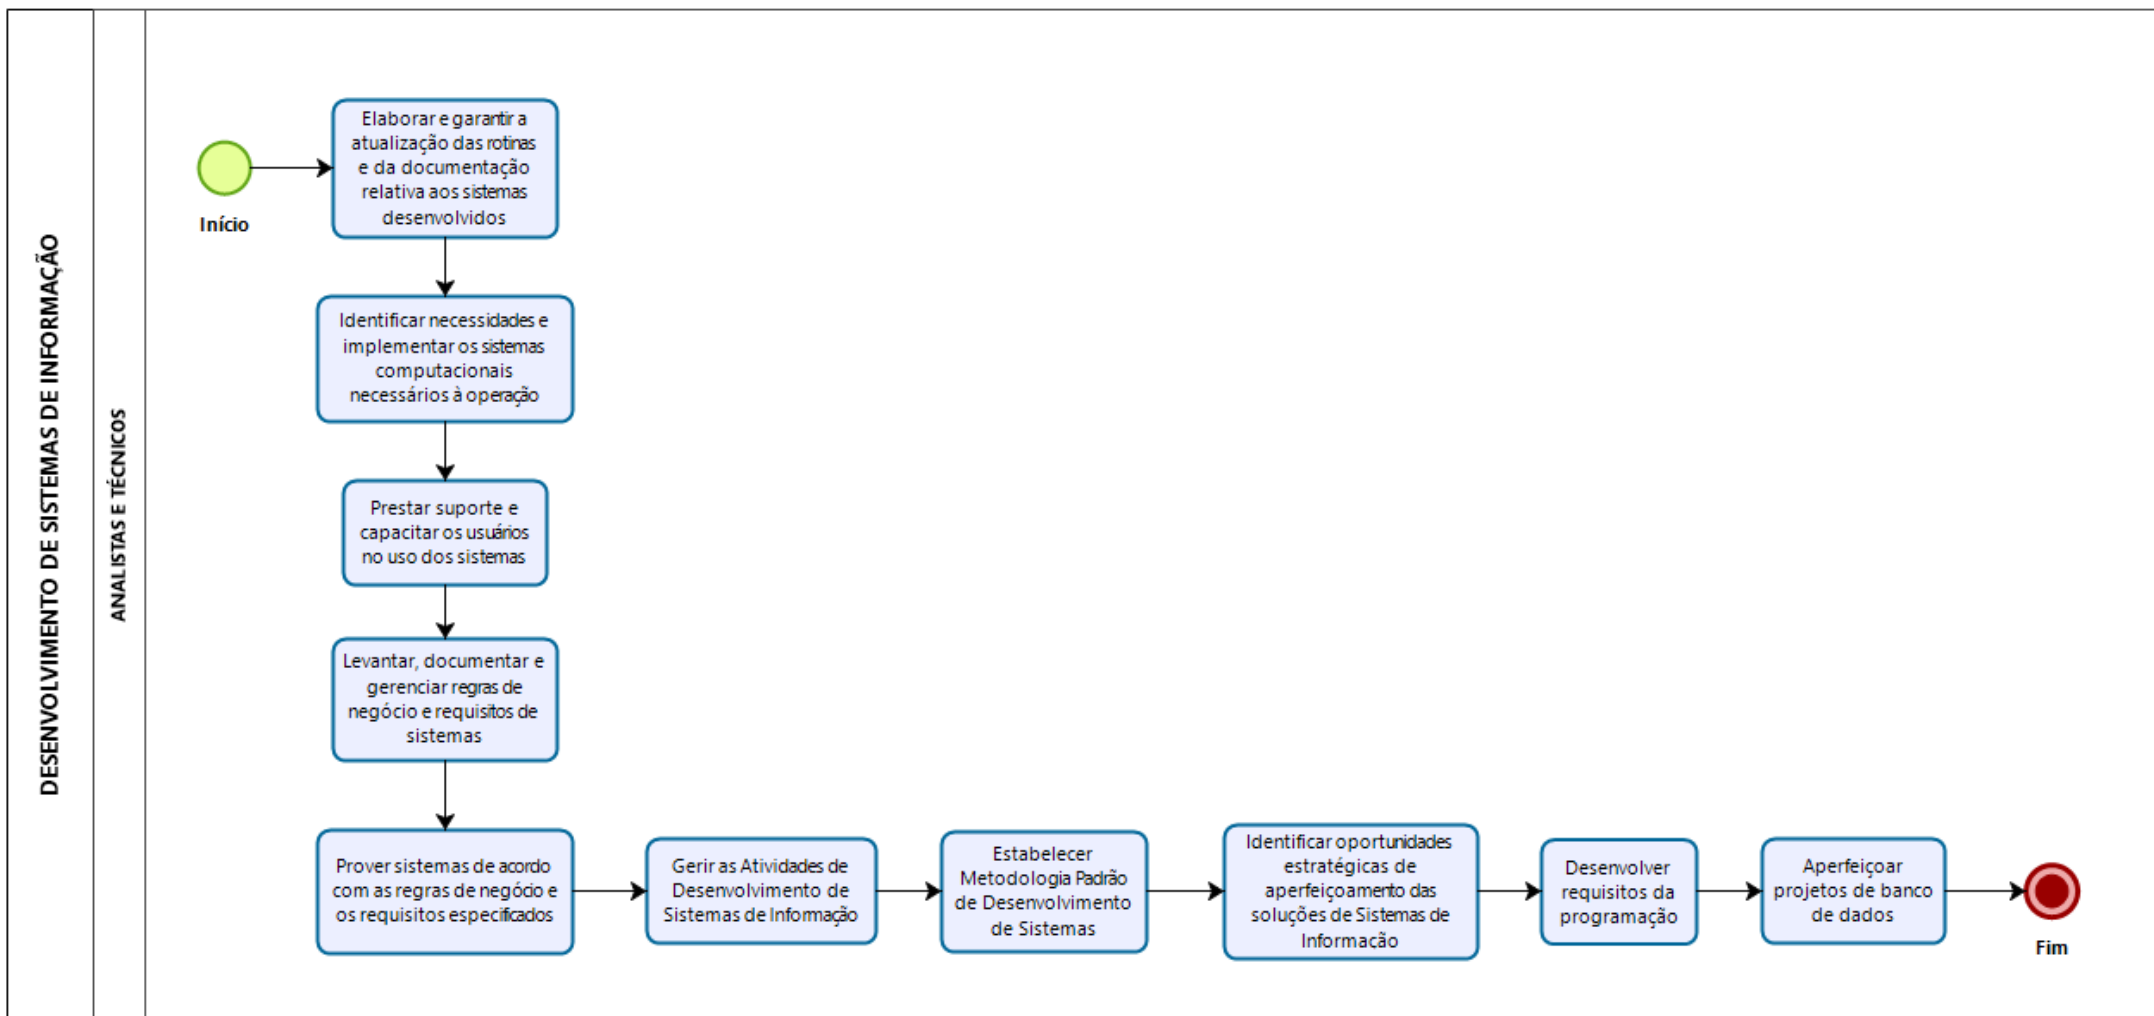 DESENVOLVIMENTO DE SISTEMAS DE INFORMAÇÃO
ANALISTAS E TÉCNICOS
Início
Elaborar e garantir a
atualização das rotinas
e da documentação
relativa aos sistemas
desenvolvidos
Identificar necessidades e
implementar os sistemas
computacionais
necessários à operação
Prestar suporte e
capacitar os usuários
no uso dos sistemas
Levantar, documentar e
gerenciar regras de
negócio e requisitos de
sistemas
Prover sistemas de acordo
com as regras de negócio e
os requisitos especificados
Gerir as Atividades de
Desenvolvimento de
Sistemas de Informação
Estabelecer
Metodologia Padrão
de Desenvolvimento
de Sistemas
Identificar oportunidades
estratégicas de
aperfeiçoamento das
soluções de Sistemas de
Informação
Desenvolver
requisitos da
programação
Aperfeiçoar
projetos de banco
de dados
Fim